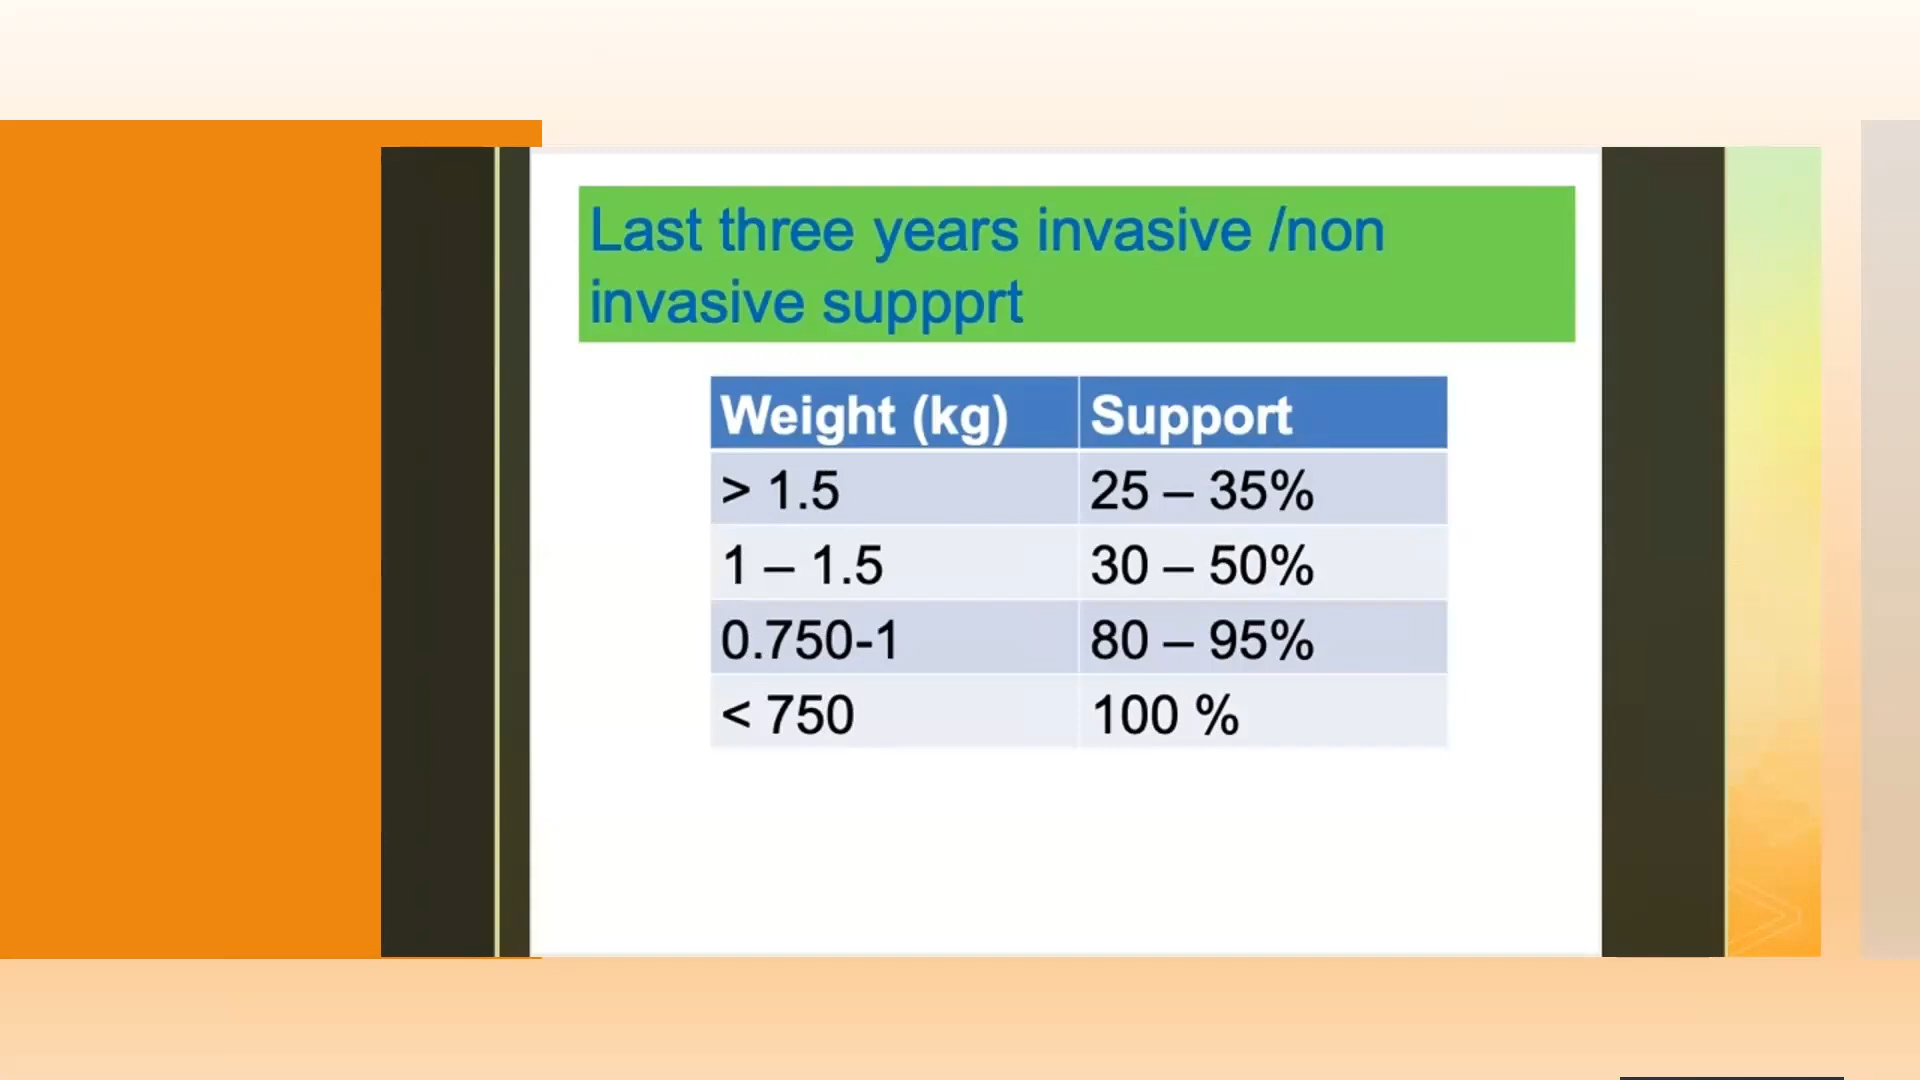 Last three years invasive /non
invasive suppprt
Weight (kg) Support
> 1.5 25 – 35%
1 – 1.5 30 – 50%
0.750-1 80 – 95%
< 750 100 %